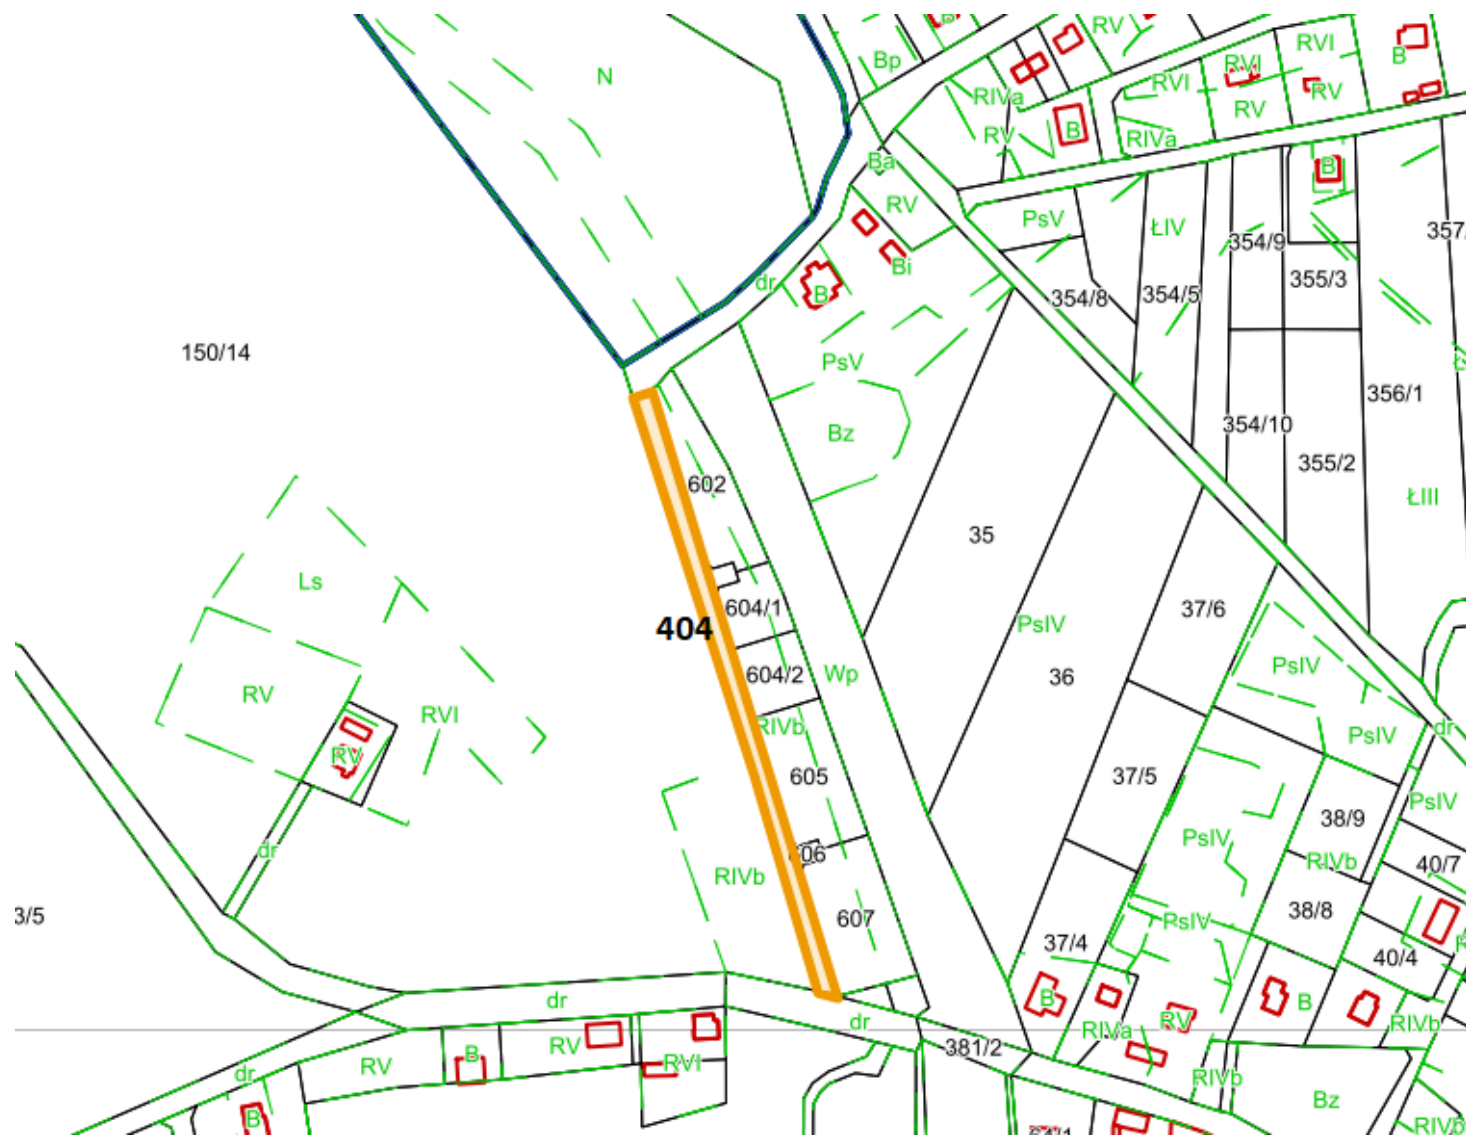 B
RV
RVI
B
Bp
N
RVI
RVI
RIVa
RV
RV
RV
B
RIVa
Ba
B
RV
PsV
ŁIV
357
354/9
Bi
dr
355/3
B
354/8
354/5
150/14
PsV
356/1
354/10
Bz
355/2
602
ŁIII
35
Ls
604/1
37/6
404
PsIV
PsIV
604/2
Wp
36
RV
RVI
RIVb
dr
PsIV
RV
605
37/5
PsIV
38/9
PsIV
dr
606
RIVb
40/7
RIVb
38/8
3/5
607
PsIV
37/4
40/4
dr
B
B
dr
RIVa
RV
RIVb
RV
B
381/2
RV
RVI
dr
RIVb
Bz
B
RIVb
64/1